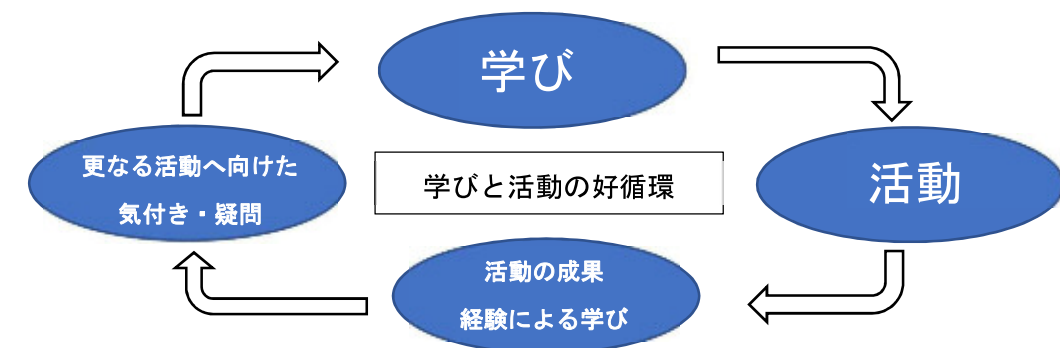 学び
活動
更なる活動へ向けた
気付き・疑問
学びと活動の好循環
活動の成果
経験による学び